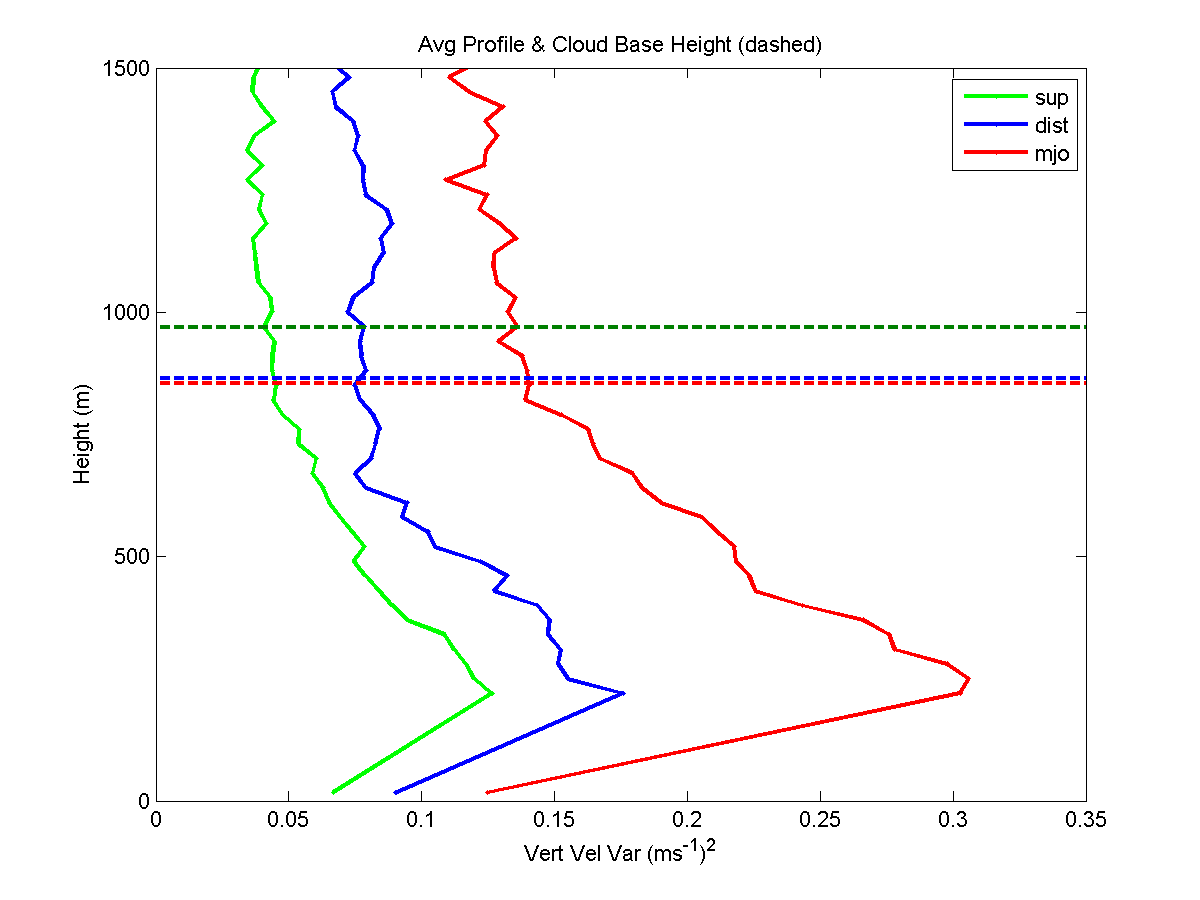 Avg Profile & Cloud Base Height (dashed)
1500
1000
500
0
Height (m)
sup
dist
mjo
0 0.05 0.1 0.15 0.2 0.25 0.3 0.35
Vert Vel Var (ms⁻¹)²